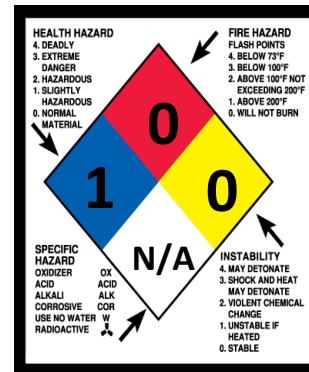 HEALTH HAZARD
4. DEADLY
3. EXTREME
DANGER
2. HAZARDOUS
1. SLIGHTLY
HAZARDOUS
0. NORMAL
MATERIAL
FIRE HAZARD
FLASH POINTS
4. BELOW 73°F
3. BELOW 100°F
2. ABOVE 100°F NOT
EXCEEDING 200°F
1. ABOVE 200°F
0. WILL NOT BURN
0
1
0
N/A
SPECIFIC
HAZARD
OXIDIZER OX
ACID ACID
ALKALI ALK
CORROSIVE COR
USE NO WATER W
RADIOACTIVE
INSTABILITY
4. MAY DETONATE
3. SHOCK AND HEAT
MAY DETONATE
2. VIOLENT CHEMICAL
CHANGE
1. UNSTABLE IF
HEATED
0. STABLE